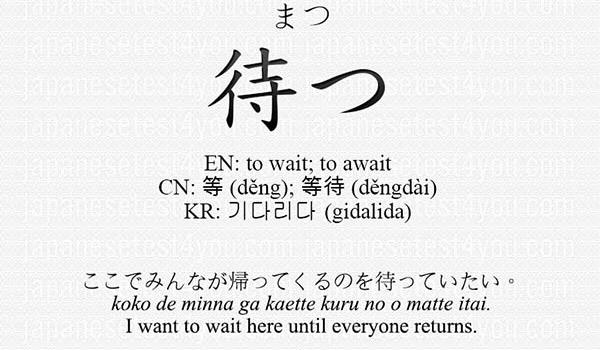 まつ
待つ
EN: to wait; to await
CN: 等 (děng); 等待 (děngdài)
KR: 기다리다 (gidalida)
ここでみんなが帰ってくるのを待っていたい。
koko de minna ga kaette kuru no o matte itai.
I want to wait here until everyone returns.
japanesetest4you.com